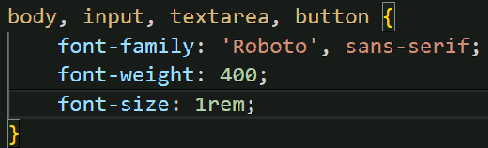 body, input, textarea, button {
    font-family: 'Roboto', sans-serif;
    font-weight: 400;
    font-size: 1rem;
}